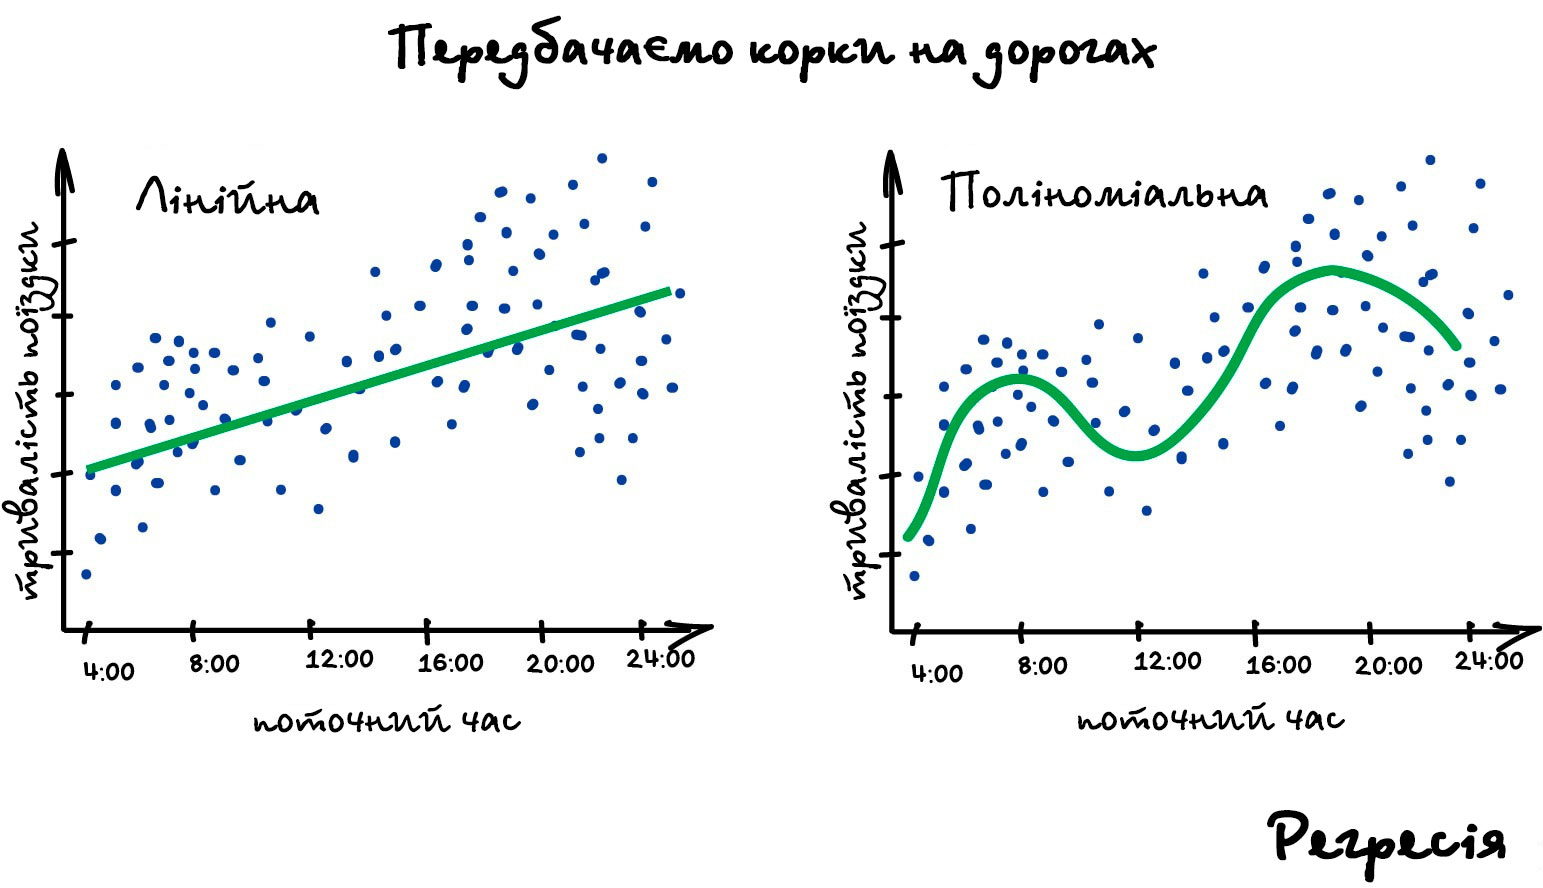 Передбачаємо корки на дорогах
Лінійна
тривалість поїздки
4:00 8:00 12:00 16:00 20:00 24:00
поточний час
Поліноміальна
тривалість поїздки
4:00 8:00 12:00 16:00 20:00 24:00
поточний час
Регресія